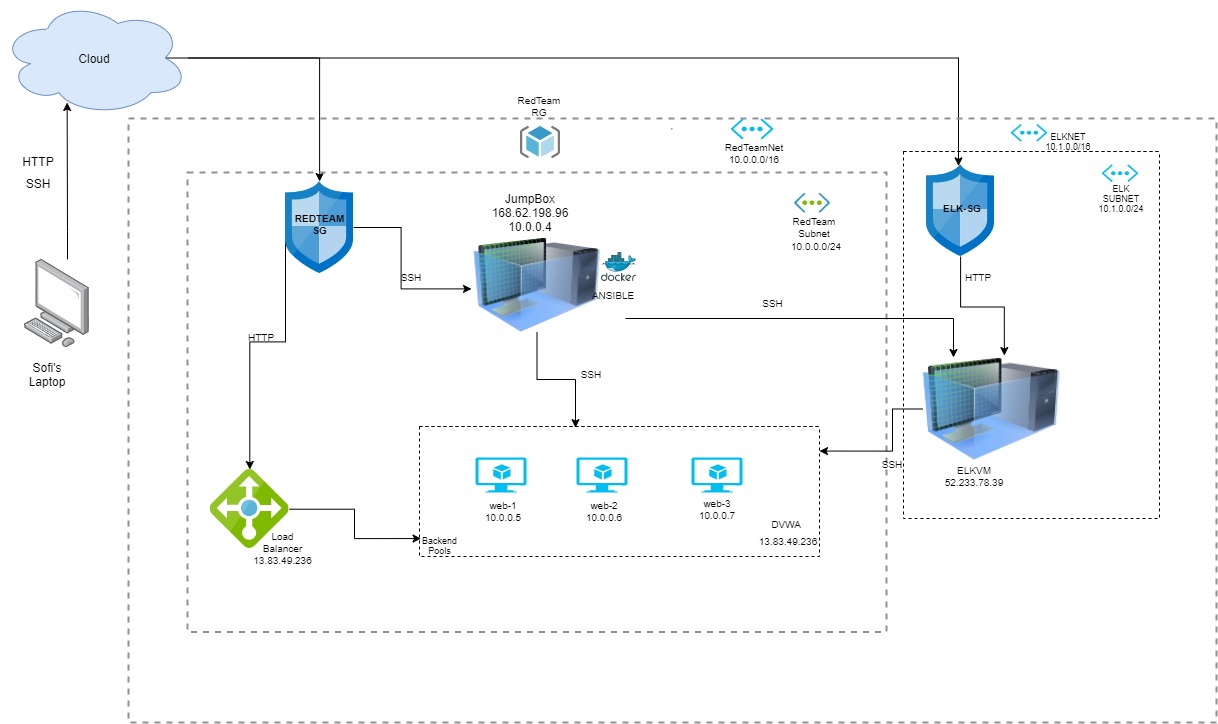 Cloud
HTTP
SSH
Sofi's
Laptop
RedTeam
RG
RedTeamNet
10.0.0.0/16
ELKNET
10.1.0.0/16
ELK
SUBNET
10.1.0.0/24
REDTEAM
SG
JumpBox
168.62.198.96
10.0.0.4
docker
ANSIBLE
RedTeam
Subnet
10.0.0.0/24
ELK-SG
HTTP
SSH
SSH
HTTP
SSH
SSH
ELKVM
52.233.78.39
web-1
10.0.0.5
web-2
10.0.0.6
web-3
10.0.0.7
DVWA
13.83.49.236
Backend
Pools
Load
Balancer
13.83.49.236